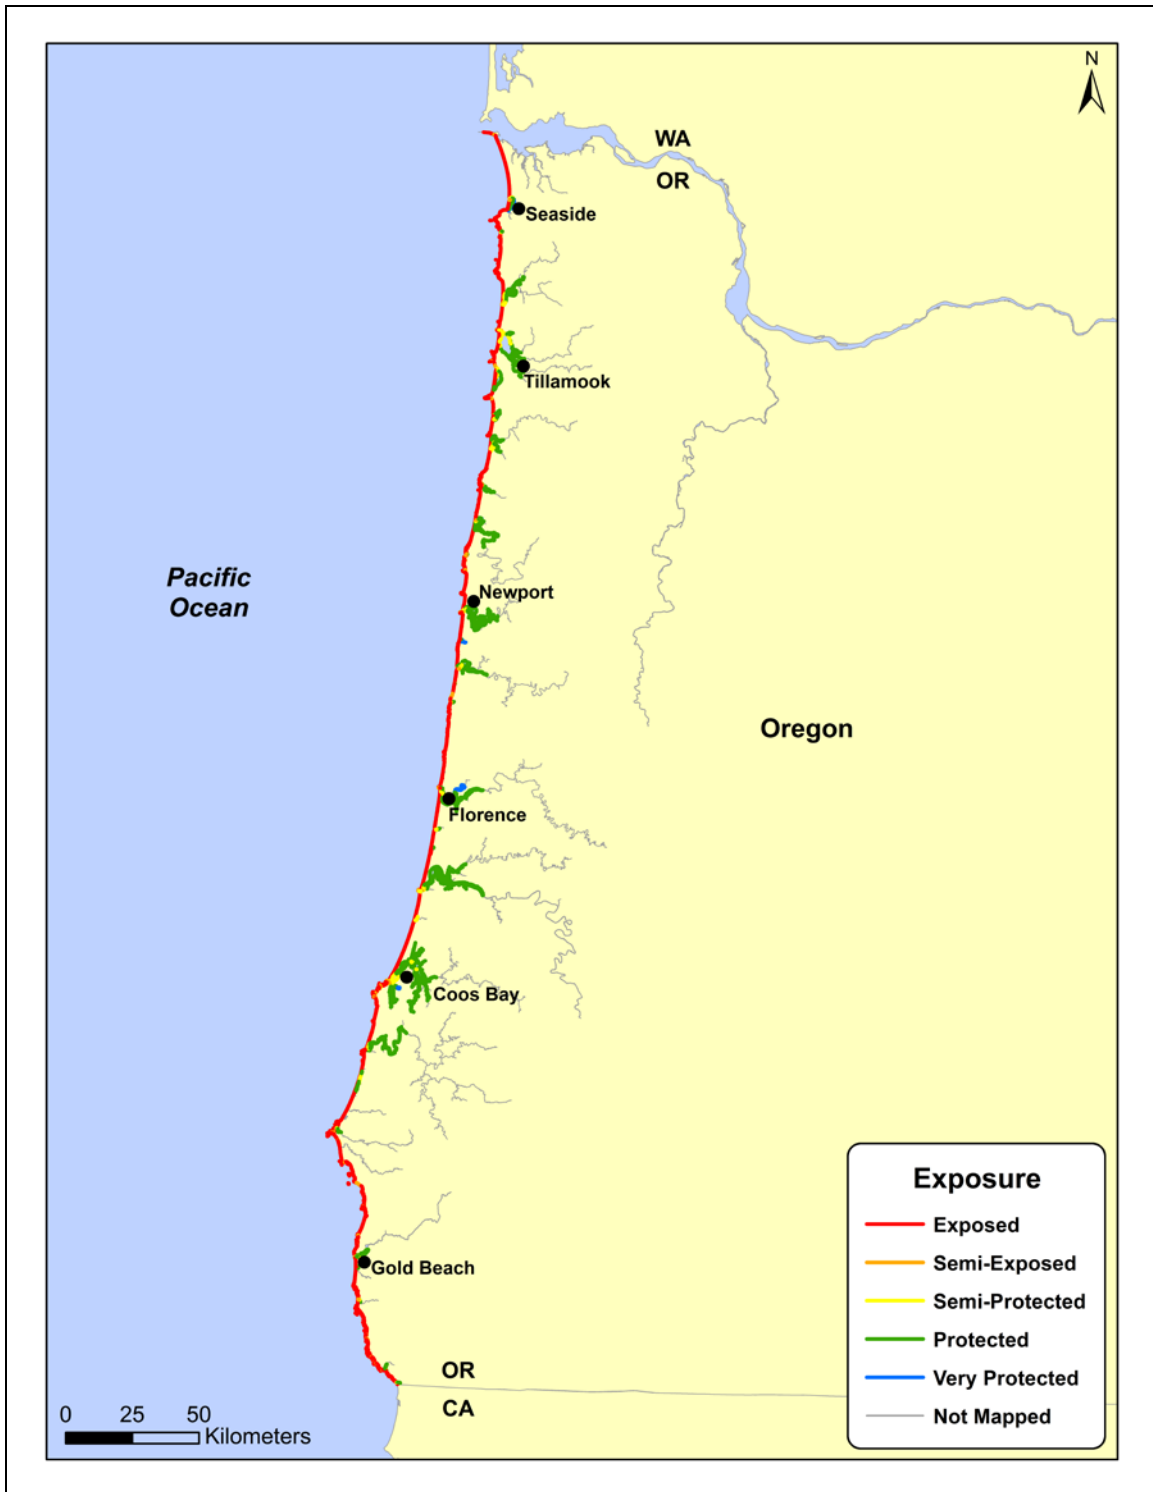 N
WA
OR
Seaside
Tillamook
Pacific
Ocean
Newport
Oregon
Florence
Coos Bay
Gold Beach
OR
CA
0 25 50
Kilometers
Exposure
Exposed
Semi-Exposed
Semi-Protected
Protected
Very Protected
Not Mapped